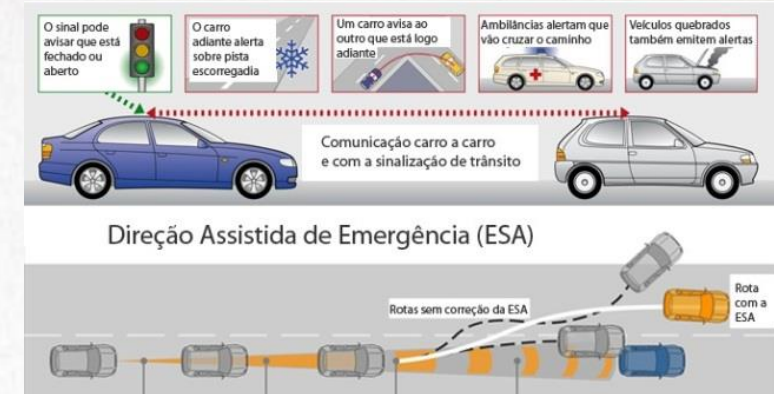 O sinal pode
avisar que está
fechado ou
aberto
O carro
adiante alerta
sobre pista
escorregadia
Um carro avisa ao
outro que está logo
adiante
Ambilâncias alertam que
vão cruzar o caminho
Veículos quebrados
também emitem alertas
Comunicação carro a carro
e com a sinalização de trânsito
Direção Assistida de Emergência (ESA)
Rotas sem correção da ESA
Rota
com a
ESA